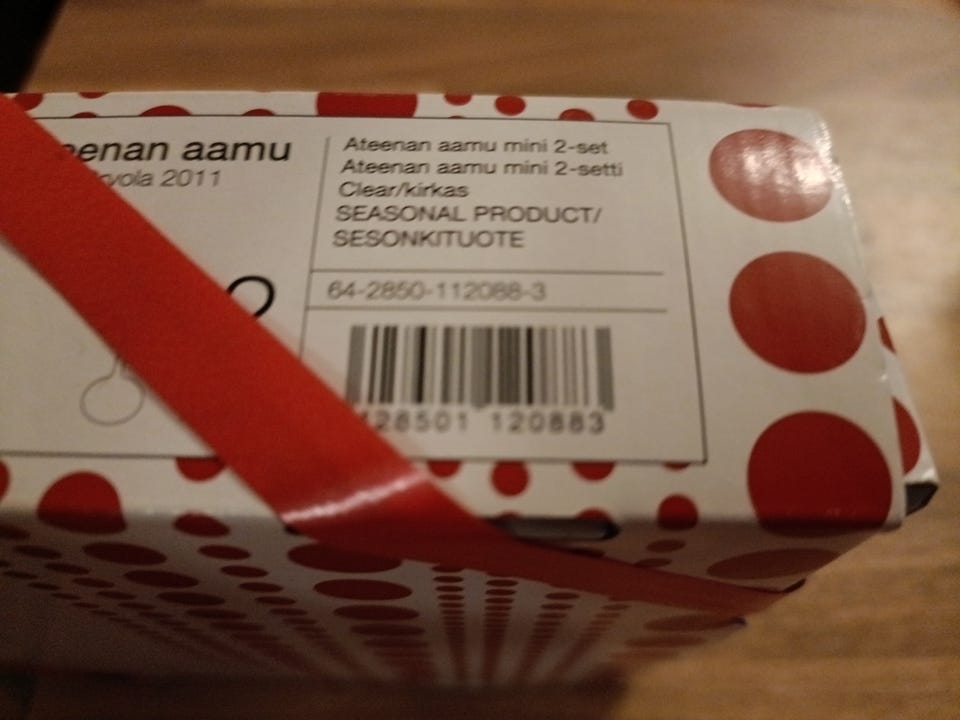 eenan aamu
vola 2011
Ateenan aamu mini 2-set
Ateenan aamu mini 2-setti
Clear/kirkas
SEASONAL PRODUCT/
SESONKITUOTE
64-2850-112088-3
428501 120883